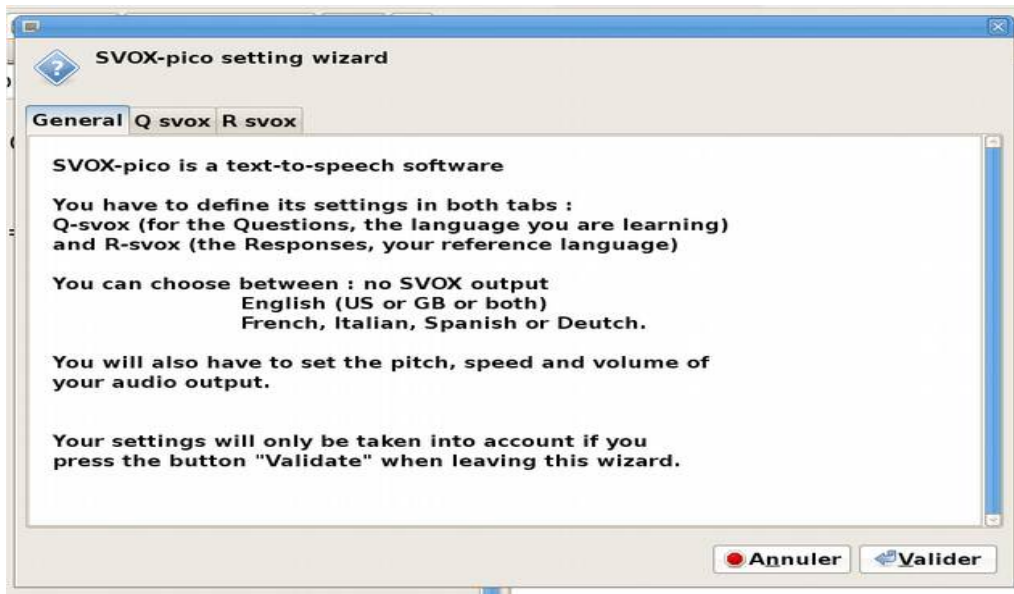 SVOX-pico setting wizard
General Q svox R svox
SVOX-pico is a text-to-speech software
You have to define its settings in both tabs :
Q-svox (for the Questions, the language you are learning)
and R-svox (the Responses, your reference language)
You can choose between : no SVOX output
English (US or GB or both)
French, Italian, Spanish or Deutch.
You will also have to set the pitch, speed and volume of
your audio output.
Your settings will only be taken into account if you
press the button "Validate" when leaving this wizard.
Annuler Valider